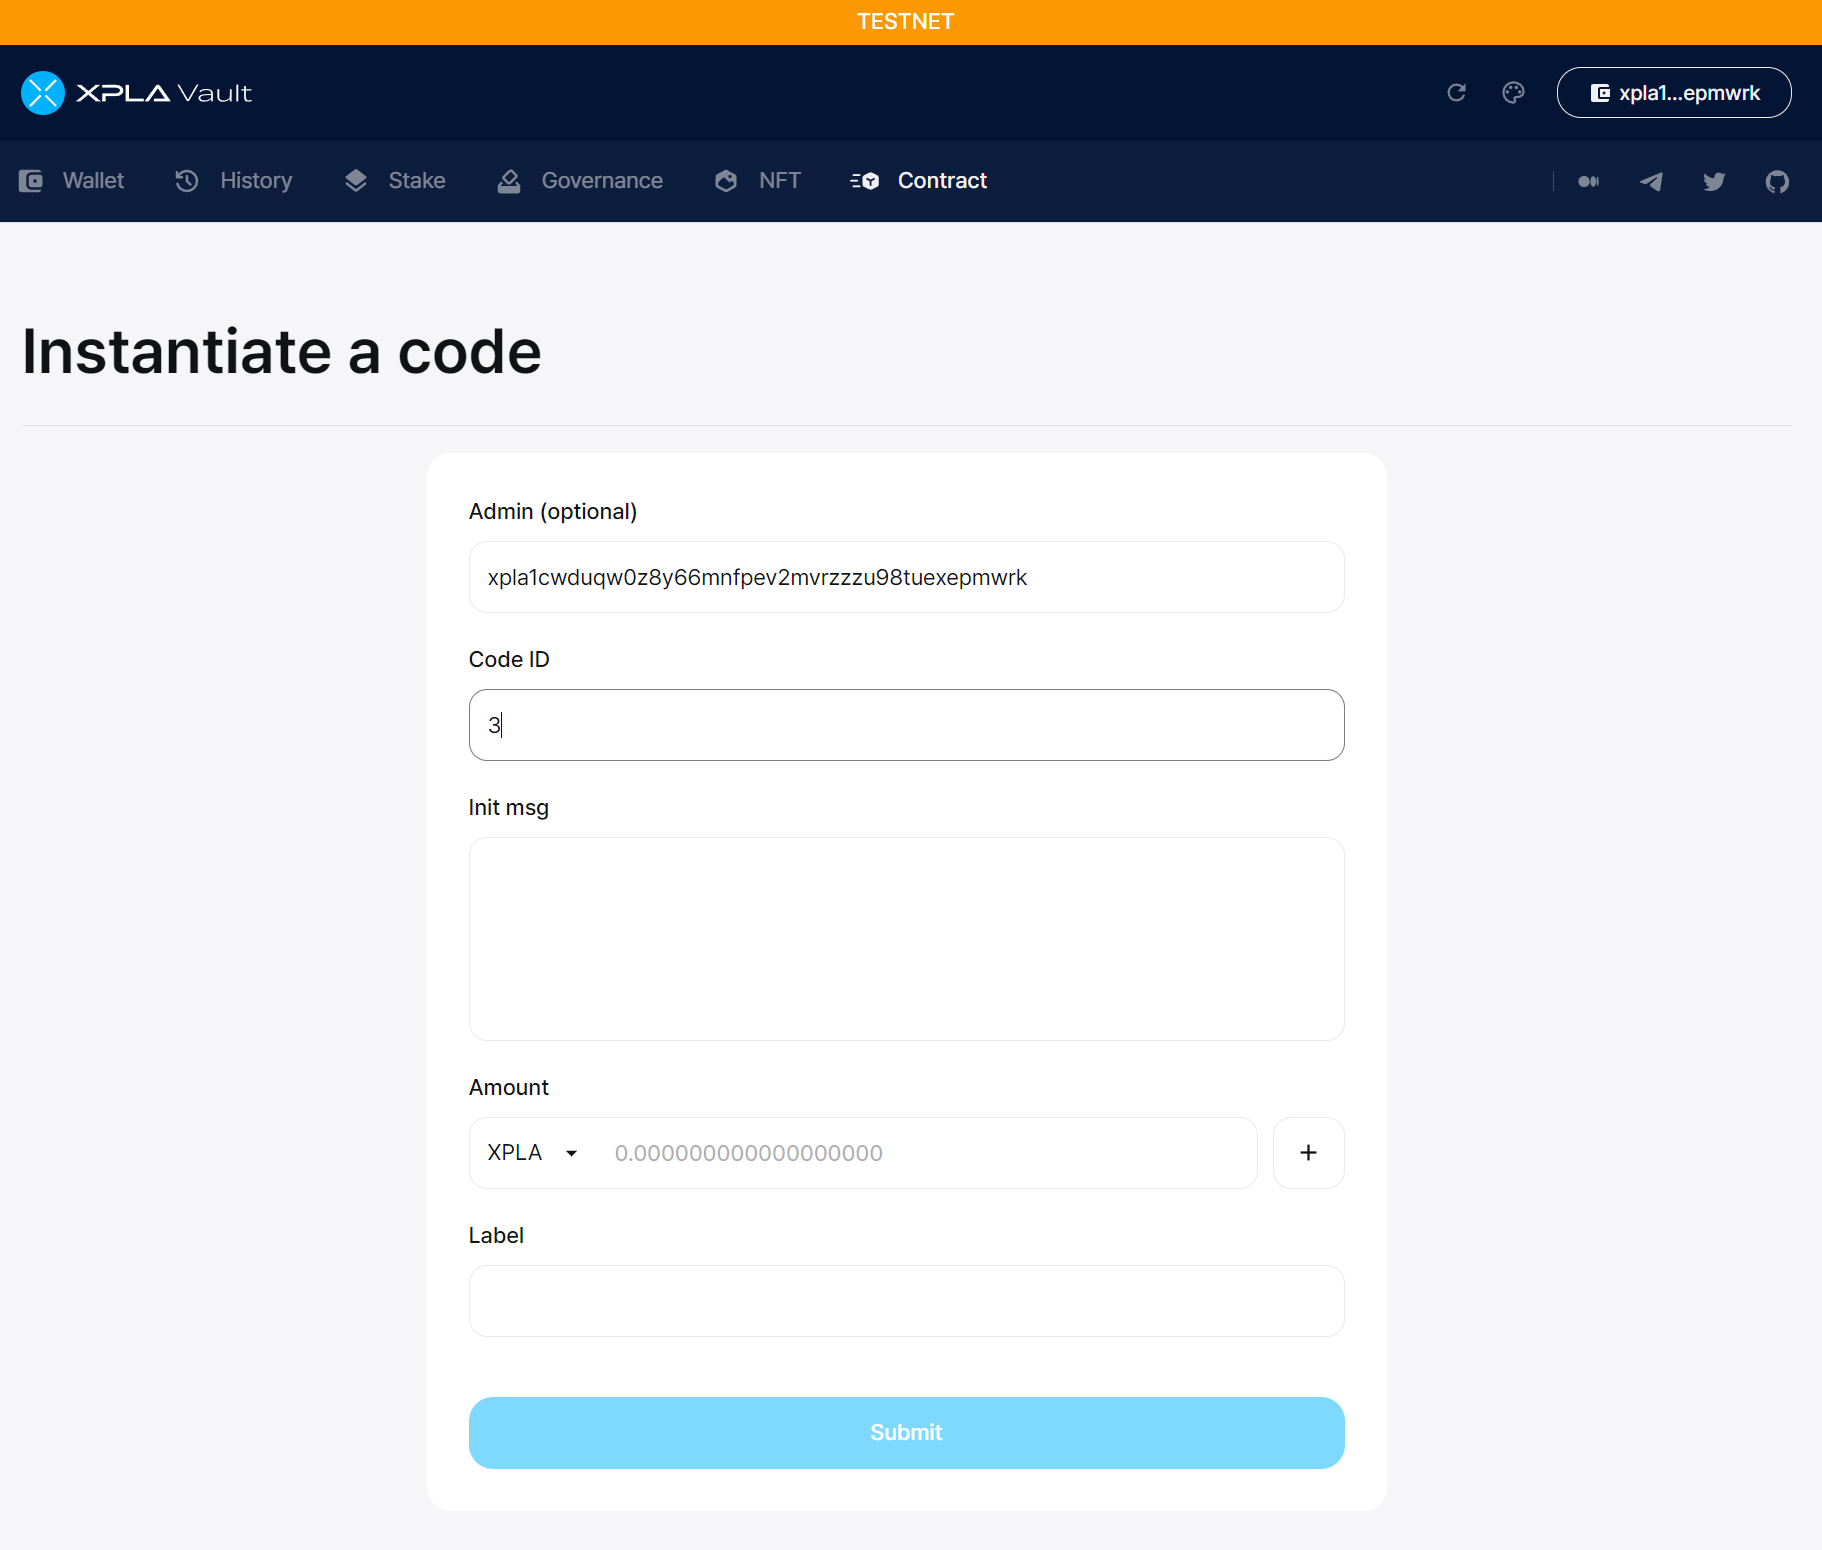 TESTNET
XPLA Vault
xpla1...epmwrk
Wallet History Stake Governance NFT Contract
Instantiate a code
Admin (optional)
xpla1cwduqw0z8y66mnfpev2mvrzzzu98tuexepmwrk
Code ID
3
Init msg
Amount
XPLA 0.000000000000000000
+
Label
Submit